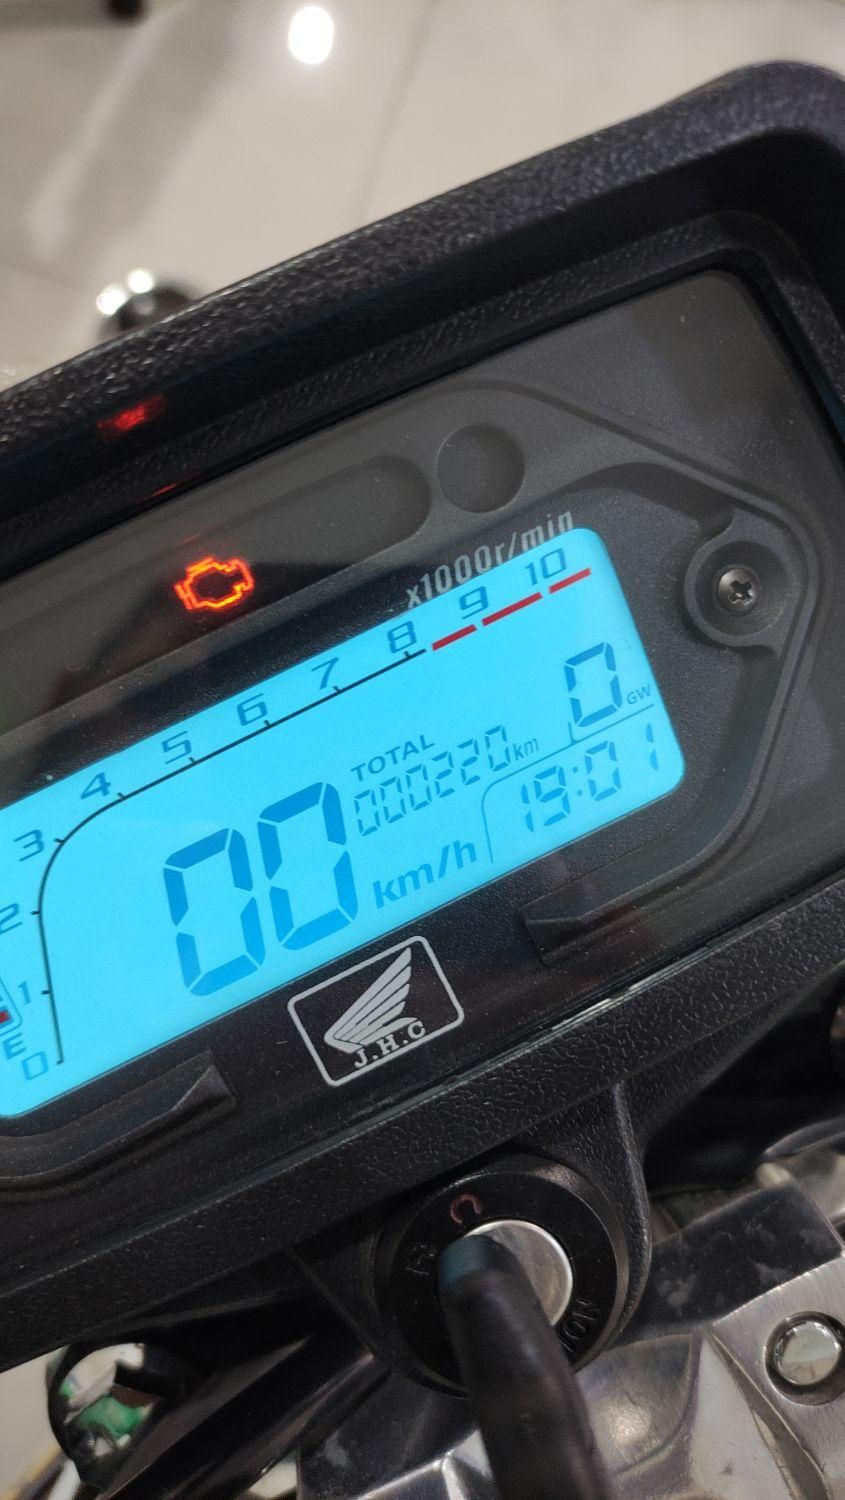 x1000r/min
0 1 2 3 4 5 6 7 8 9 10
E
TOTAL
000220km
0 GW
00 km/h
19:01
J.H.C
ON